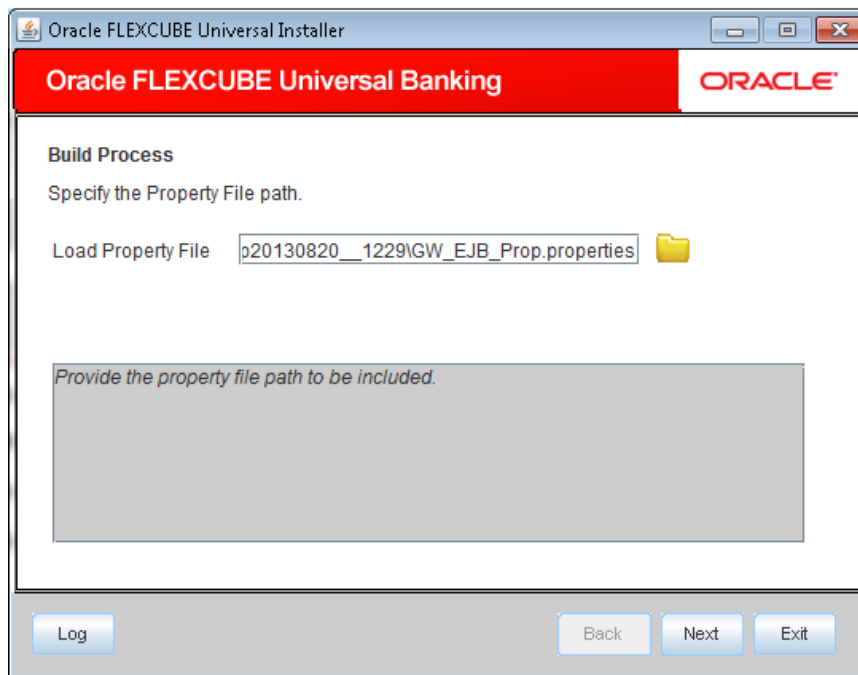 Oracle FLEXCUBE Universal Installer
Oracle FLEXCUBE Universal Banking
ORACLE
Build Process
Specify the Property File path.
Load Property File
20130820__1229\GW_EJB_Prop.properties
Provide the property file path to be included.
Log
Back
Next
Exit